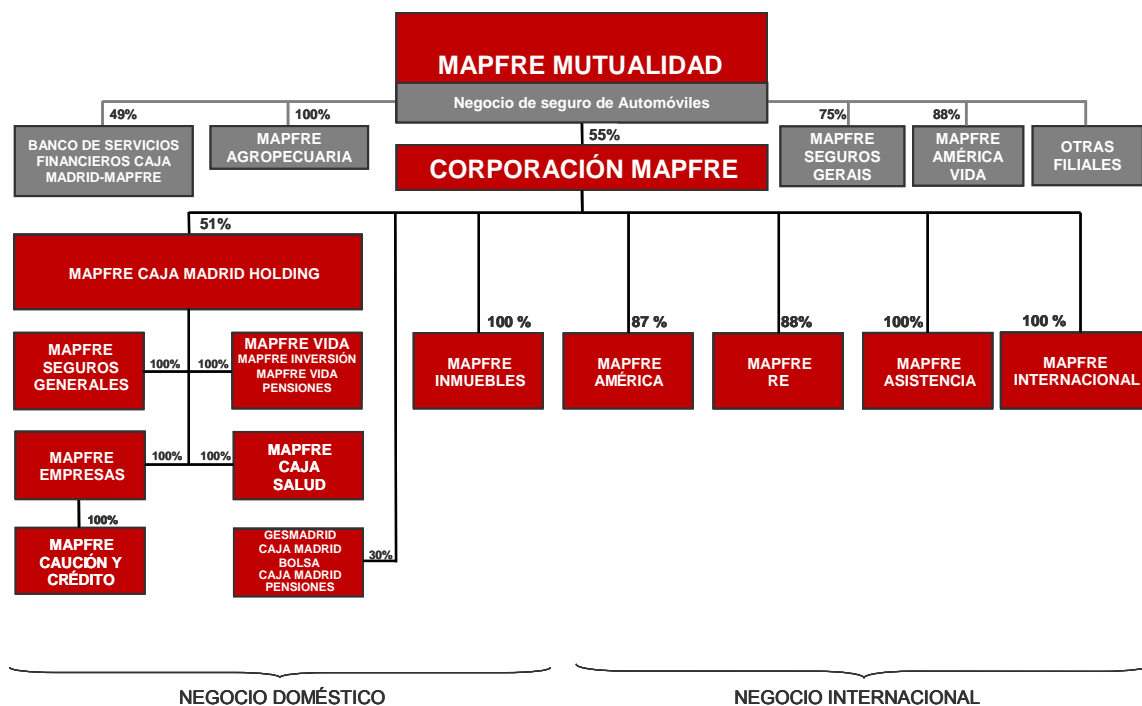 MAPFRE MUTUALIDAD
Negocio de seguro de Automóviles
49%
100%
75%
88%
55%
BANCO DE SERVICIOS
FINANCIEROS CAJA
MADRID-MAPFRE
MAPFRE
AGROPECUARIA
CORPORACIÓN MAPFRE
MAPFRE
SEGUROS
GERAIS
MAPFRE
AMÉRICA
VIDA
OTRAS
FILIALES
51%
MAPFRE CAJA MADRID HOLDING
100 %
87 %
88%
100%
100 %
MAPFRE
SEGUROS
GENERALES
100%
100%
MAPFRE VIDA
MAPFRE INVERSIÓN
MAPFRE VIDA
PENSIONES
MAPFRE
INMUEBLES
MAPFRE
AMÉRICA
MAPFRE
RE
MAPFRE
ASISTENCIA
MAPFRE
INTERNACIONAL
MAPFRE
EMPRESAS
100%
100%
MAPFRE
CAJA
SALUD
100%
MAPFRE
CAUCIÓN Y
CRÉDITO
GESMADRID
CAJA MADRID
BOLSA
CAJA MADRID
PENSIONES
30%
NEGOCIO DOMÉSTICO
NEGOCIO INTERNACIONAL